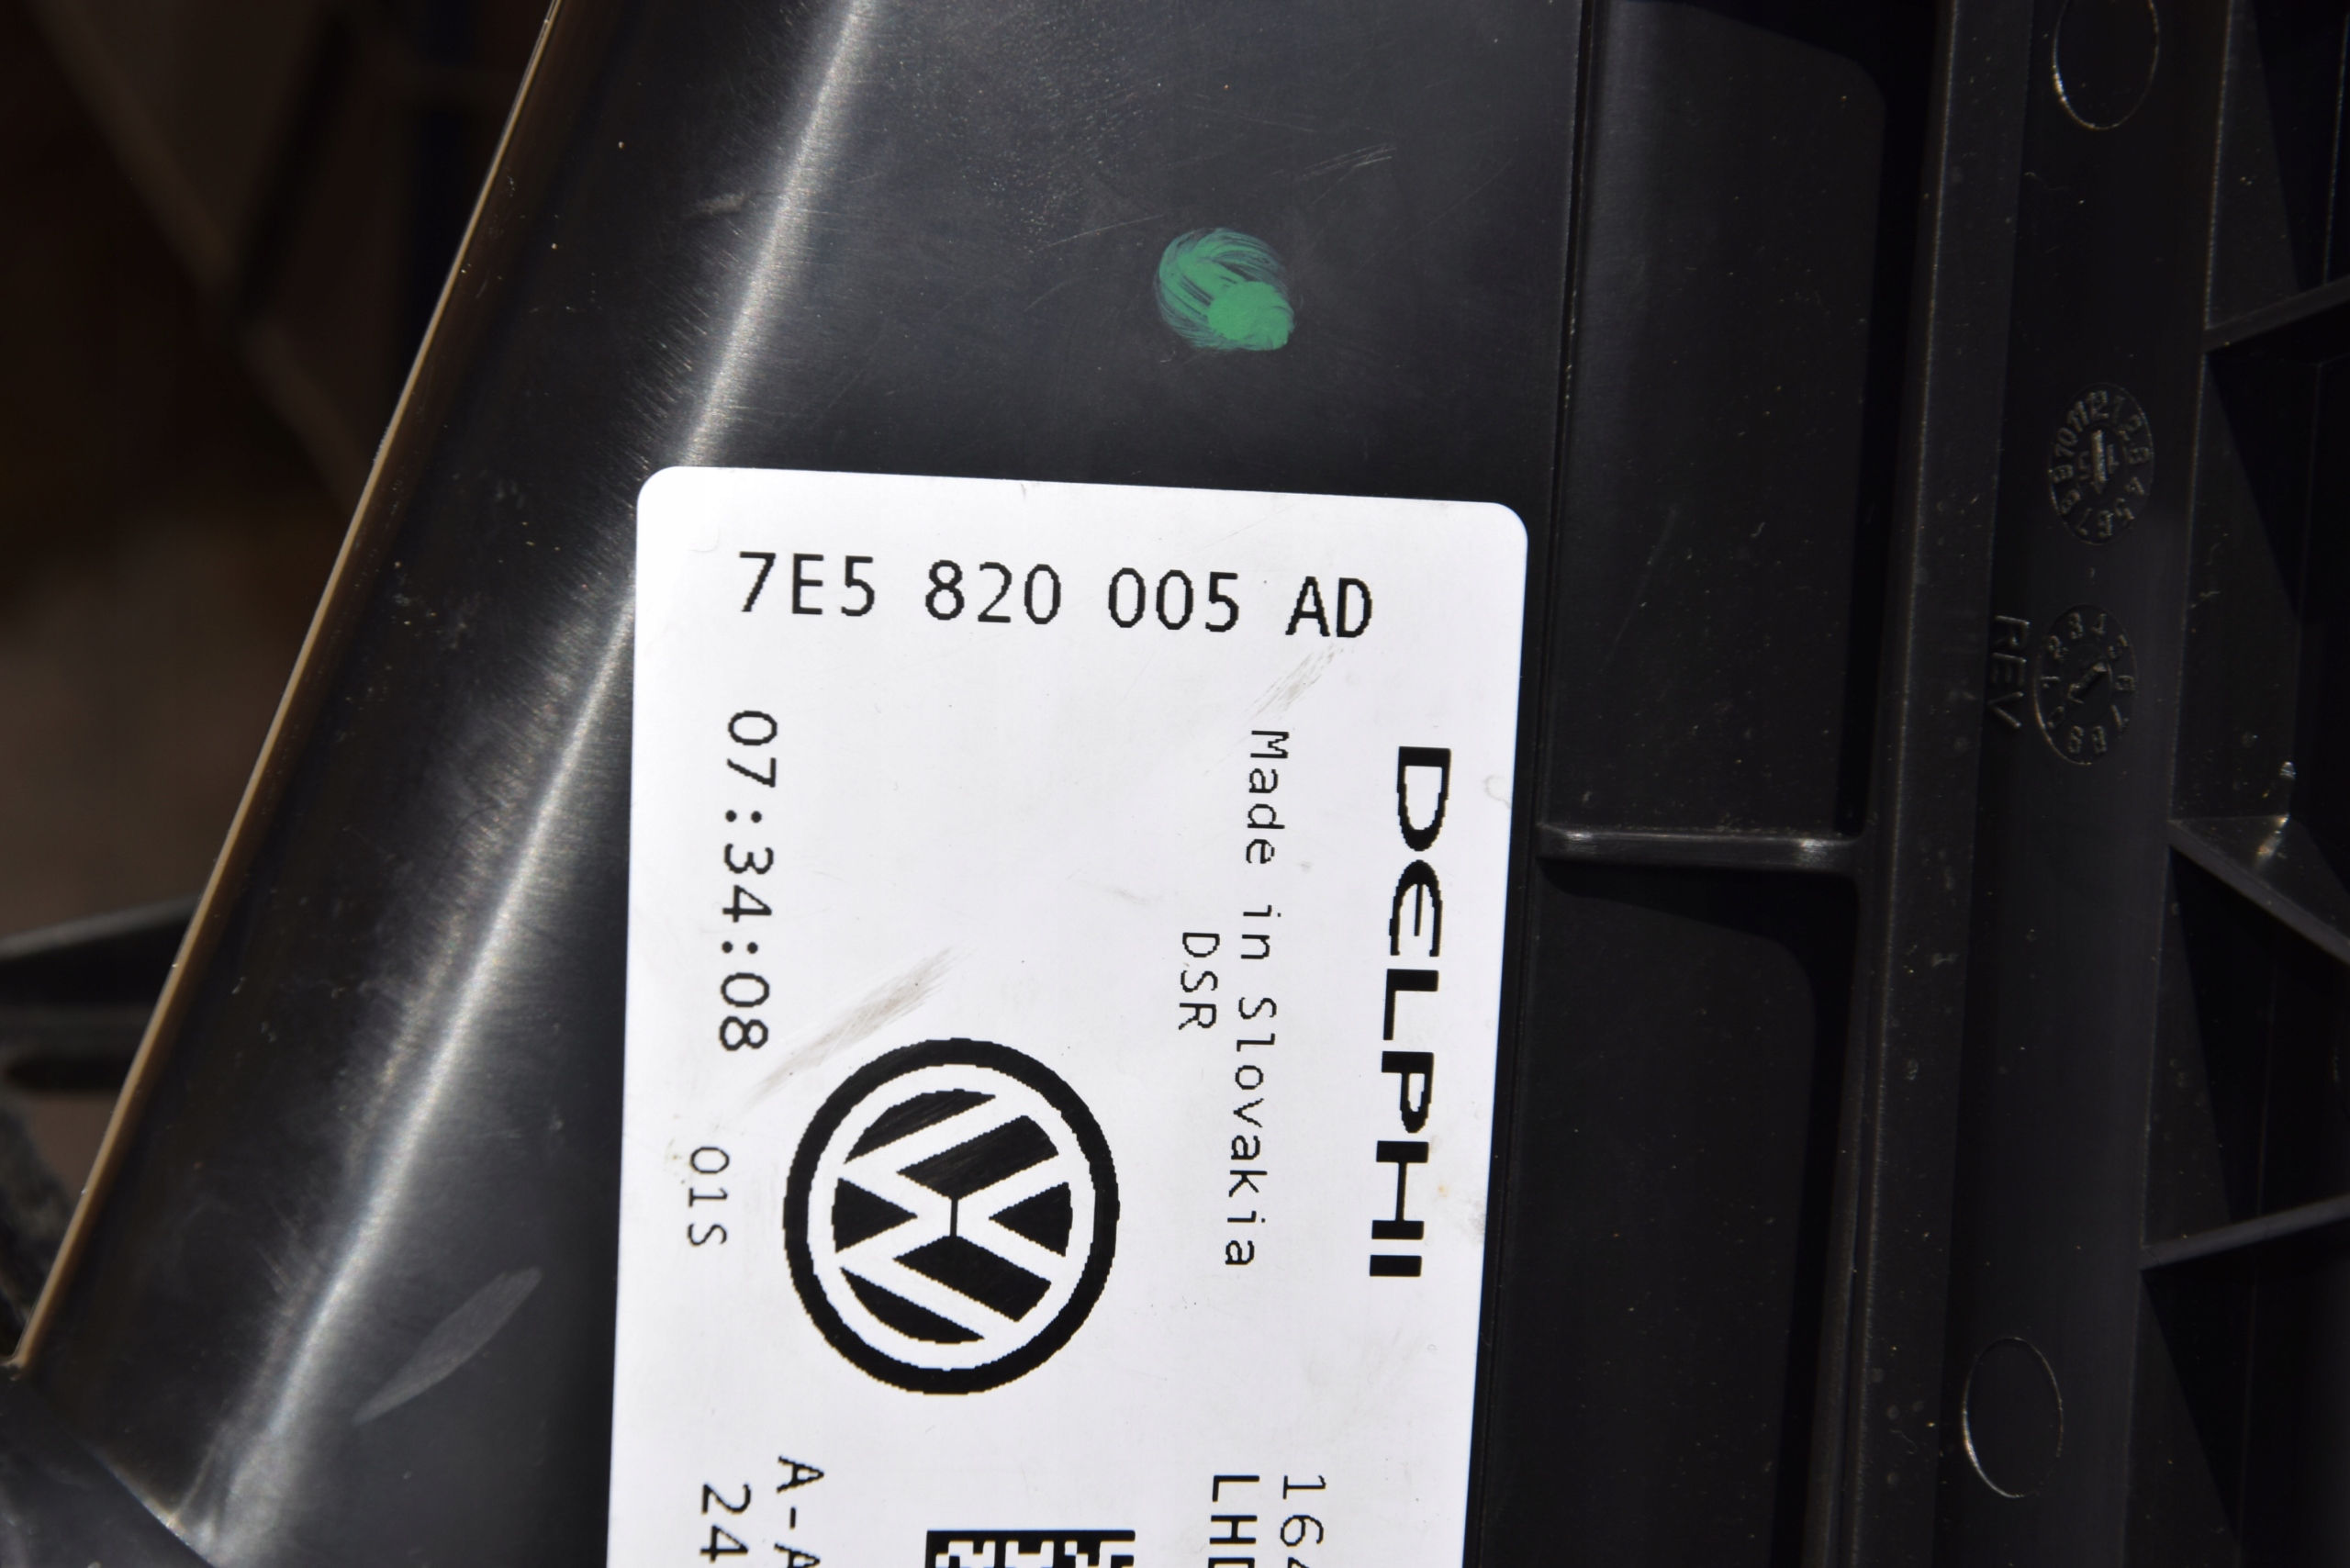 7E5 820 005 AD
DELPHI
Made in Slovakia
DSR
07:34:08
01S
REV